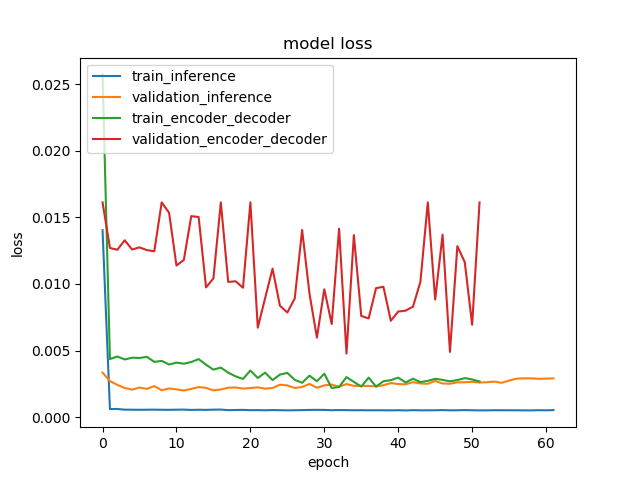 model loss
train_inference
validation_inference
train_encoder_decoder
validation_encoder_decoder
loss
0.025
0.020
0.015
0.010
0.005
0.000
0 10 20 30 40 50 60
epoch